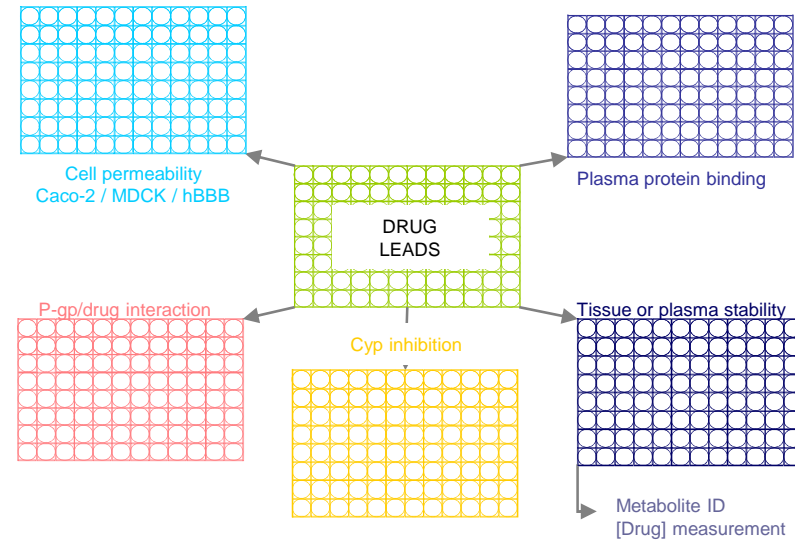 Cell permeability
Caco-2 / MDCK / hBBB
Plasma protein binding
DRUG
LEADS
P-gp/drug interaction
Cyp inhibition
Tissue or plasma stability
Metabolite ID
[Drug] measurement